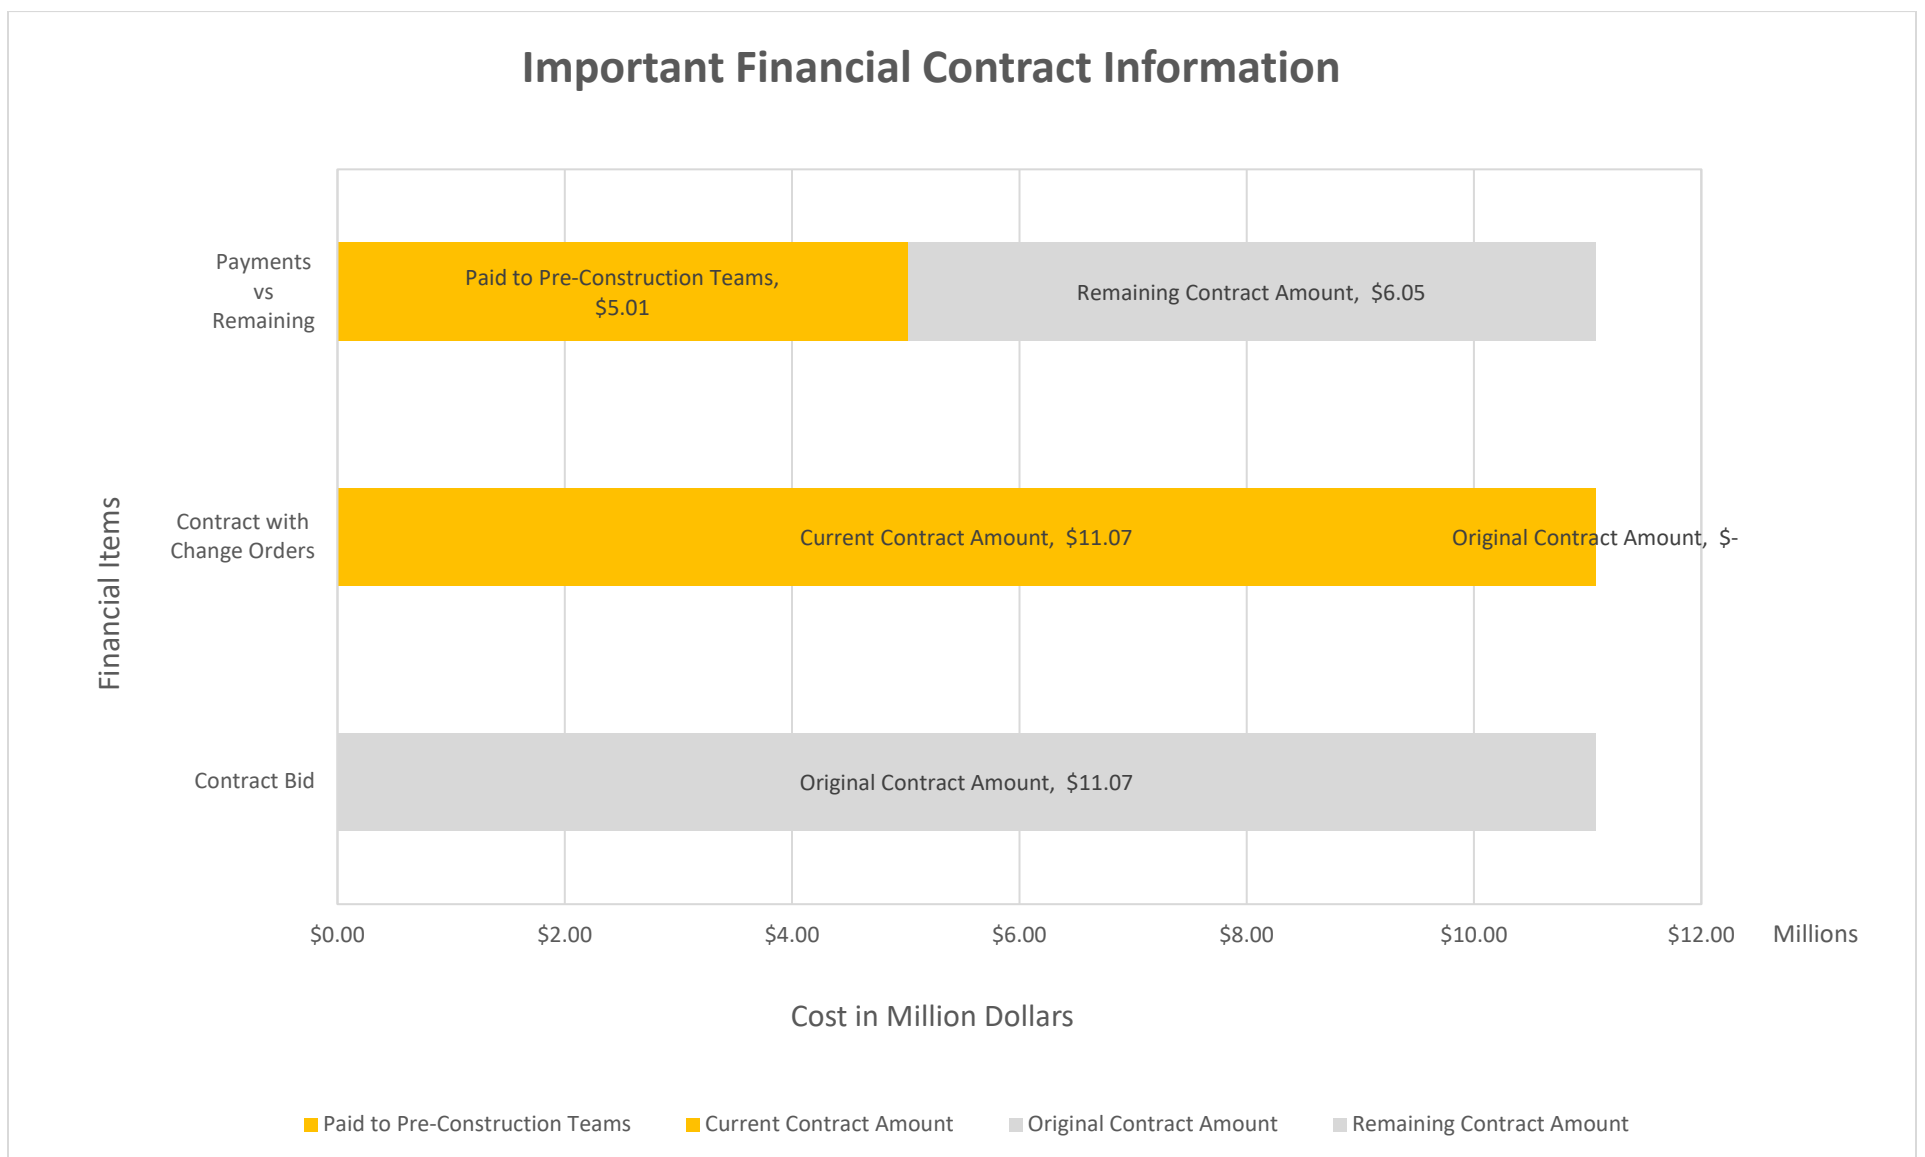 Important Financial Contract Information
Payments
vs
Remaining
Paid to Pre-Construction Teams,
$5.01
Remaining Contract Amount,  $6.05
Financial Items
Contract with
Change Orders
Current Contract Amount,  $11.07
Original Contract Amount,  $-
Contract Bid
Original Contract Amount,  $11.07
$0.00 $2.00 $4.00 $6.00 $8.00 $10.00 $12.00 Millions
Cost in Million Dollars
Paid to Pre-Construction Teams Current Contract Amount Original Contract Amount Remaining Contract Amount